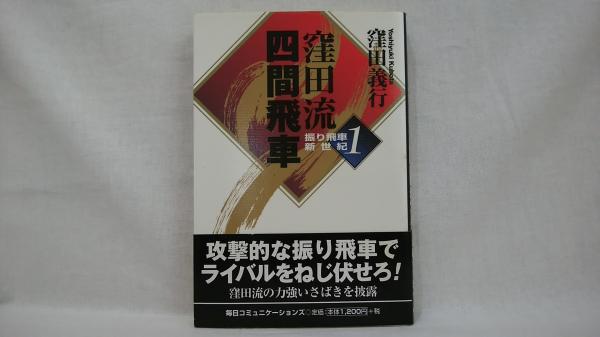 窪田義行
Yoshiyuki Kubota
窪田流
四間飛車
振り飛車
新世紀
1
攻撃的な振り飛車で
ライバルをねじ伏せろ!
窪田流の力強いさばきを披露
毎日コミュニケーションズ○定価:本体1,200円+税